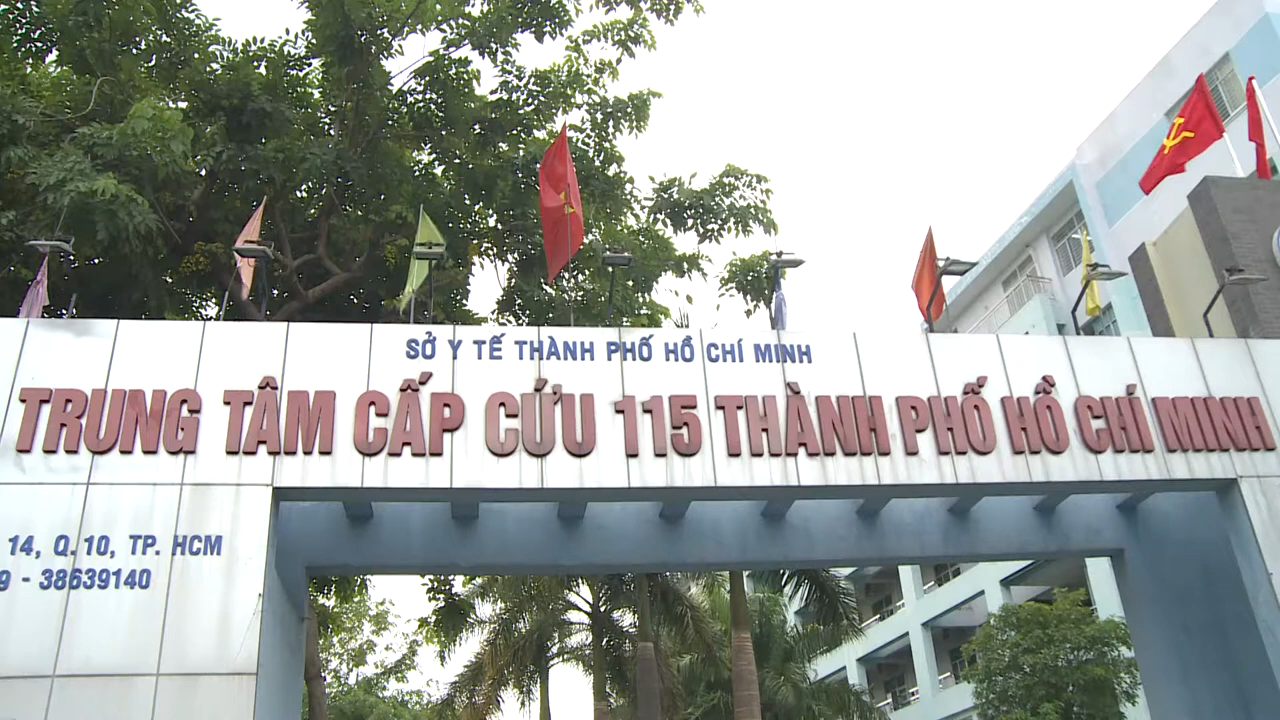 SỞ Y TẾ THÀNH PHỐ HỒ CHÍ MINH
TRUNG TÂM CẤP CỨU 115 THÀNH PHỐ HỒ CHÍ MINH
14, Q.10, TP. HCM
9 - 38639140